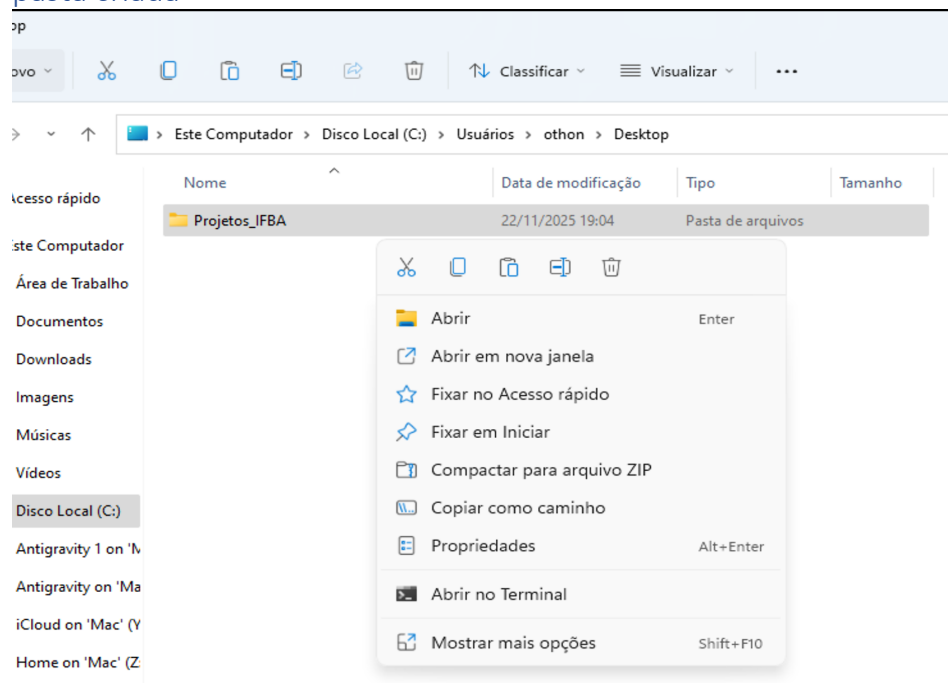 pasta criada
op
ovo Classificar Visualizar ...
Este Computador > Disco Local (C:) > Usuários > othon > Desktop
Nome Data de modificação Tipo Tamanho
Acesso rápido
Projetos_IFBA 22/11/2025 19:04 Pasta de arquivos
Este Computador
Área de Trabalho
Abrir Enter
Documentos
Abrir em nova janela
Downloads
Fixar no Acesso rápido
Imagens
Fixar em Iniciar
Músicas
Compactar para arquivo ZIP
Vídeos
Copiar como caminho
Disco Local (C:)
Propriedades Alt+Enter
Antigravity 1 on 'M
Antigravity on 'Ma
Abrir no Terminal
iCloud on 'Mac' (Y
Mostrar mais opções Shift+F10
Home on 'Mac' (Z: